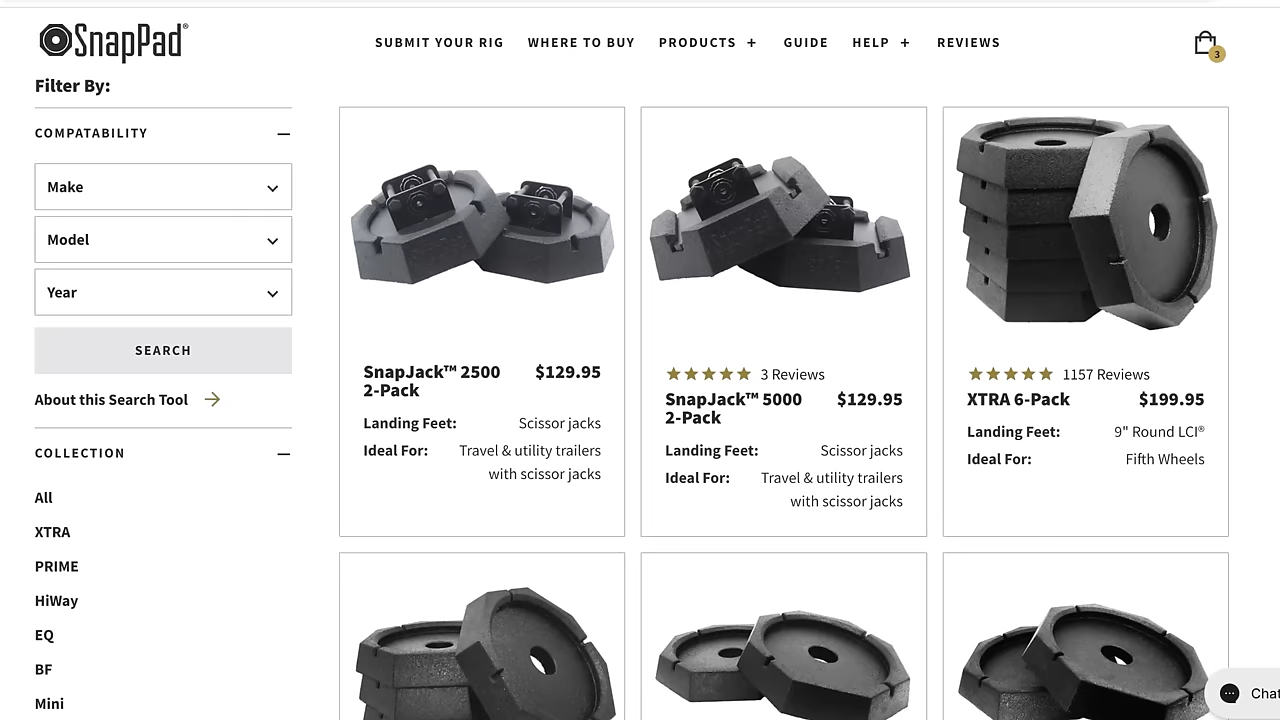 SnapPad®
SUBMIT YOUR RIG
WHERE TO BUY
PRODUCTS +
GUIDE
HELP +
REVIEWS
3
Filter By:
COMPATABILITY
Make
Model
Year
SEARCH
About this Search Tool
COLLECTION
All
XTRA
PRIME
HiWay
EQ
BF
Mini
SnapJack™ 2500 $129.95
2-Pack
Landing Feet: Scissor jacks
Ideal For: Travel & utility trailers
with scissor jacks
3 Reviews
SnapJack™ 5000 $129.95
2-Pack
Landing Feet: Scissor jacks
Ideal For: Travel & utility trailers
with scissor jacks
1157 Reviews
XTRA 6-Pack $199.95
Landing Feet: 9" Round LCI®
Ideal For: Fifth Wheels
Chat